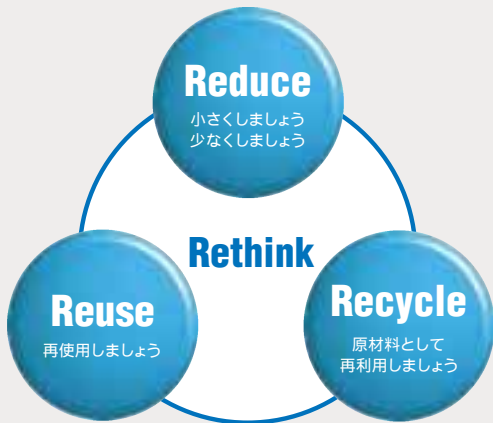 Reduce
小さくしましょう
少なくしましょう
Rethink
Reuse
再使用しましょう
Recycle
原材料として
再利用しましょう